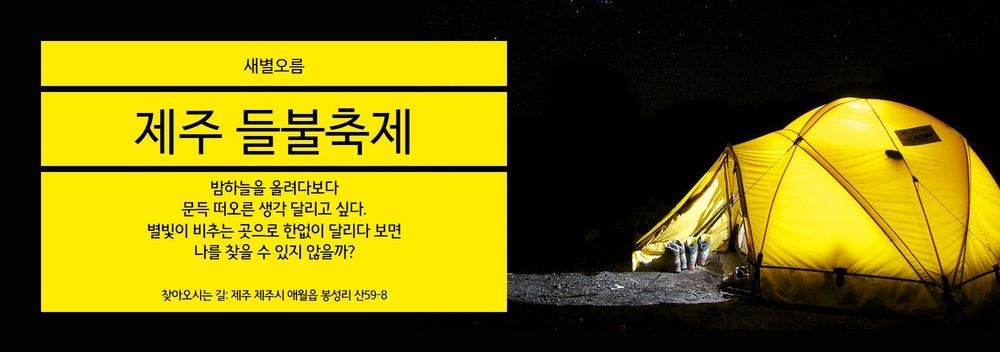 새별오름
제주 들불축제
밤하늘을 올려다보다
문득 떠오른 생각 달리고 싶다.
별빛이 비추는 곳으로 한없이 달리다 보면
나를 찾을 수 있지 않을까?
찾아오시는 길: 제주 제주시 애월읍 봉성리 산59-8